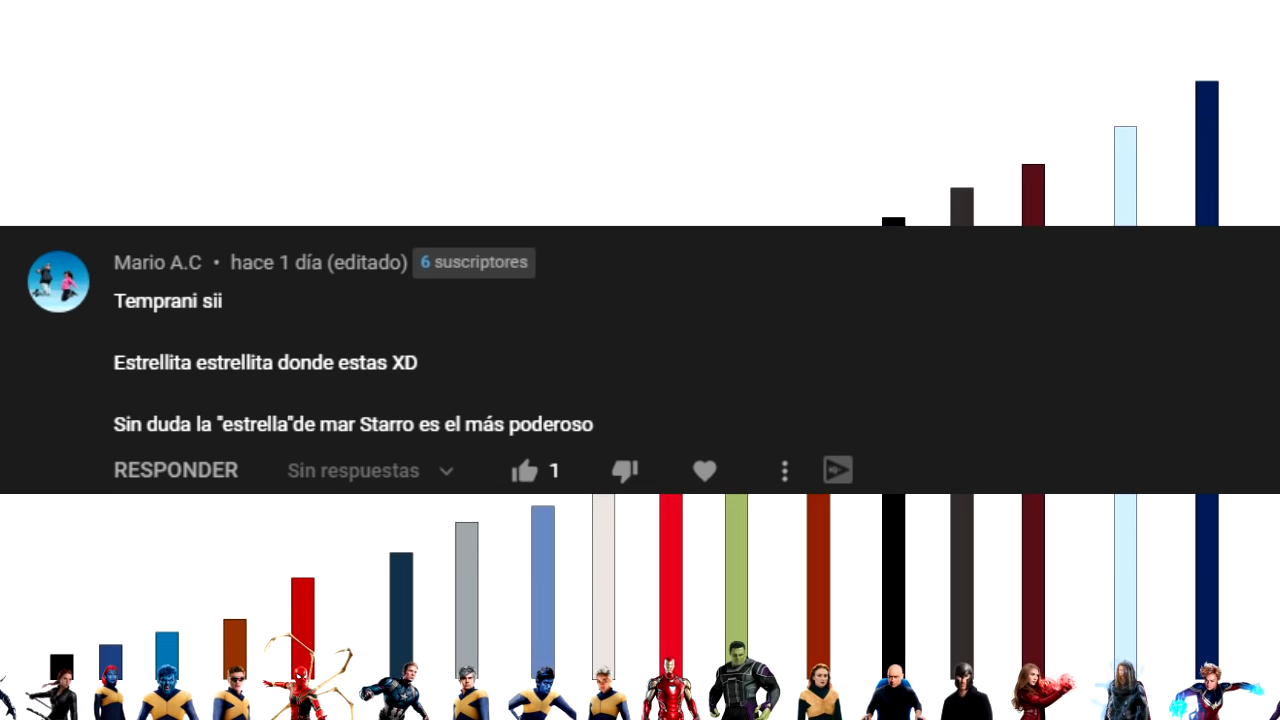 Mario A.C • hace 1 día (editado) 6 suscriptores
Temprani sii
Estrellita estrellita donde estas XD
Sin duda la "estrella"de mar Starro es el más poderoso
RESPONDER Sin respuestas 1